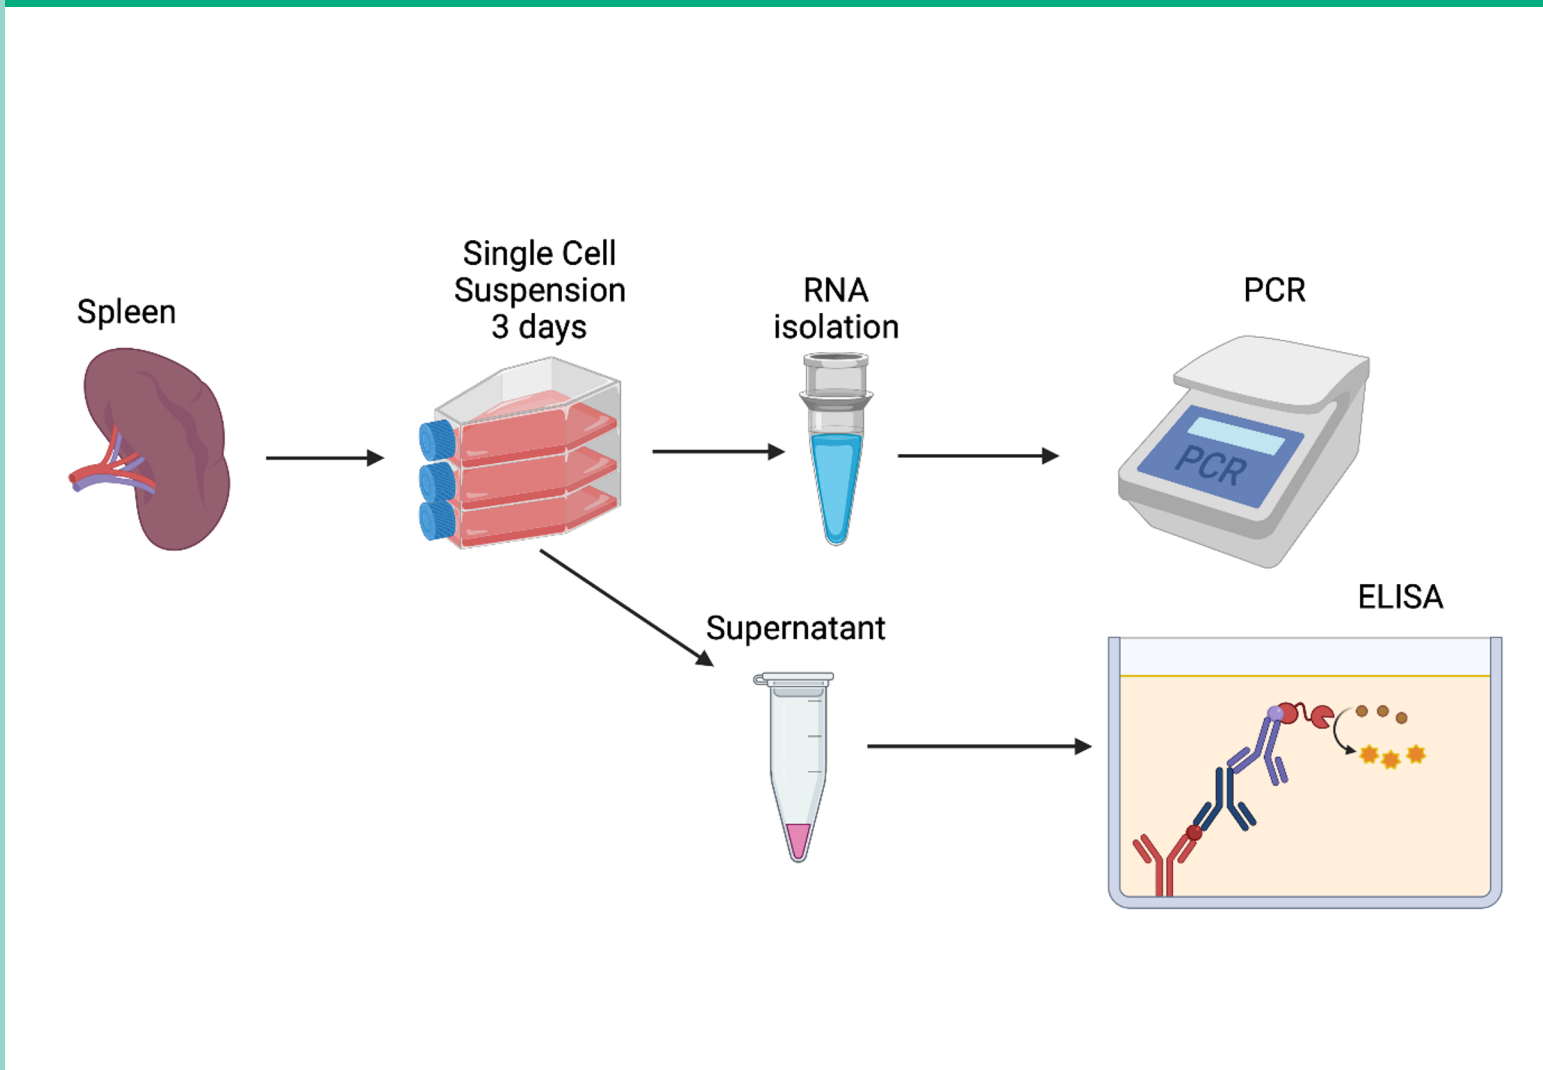 Spleen
Single Cell
Suspension
3 days
RNA
isolation
PCR
PCR
Supernatant
ELISA